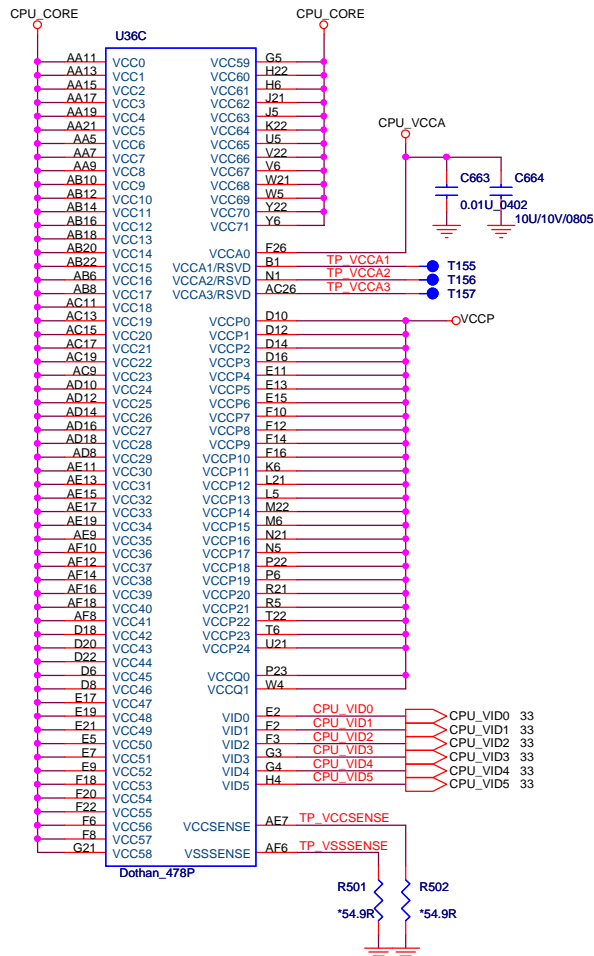 CPU_CORE CPU_CORE
U36C
AA11 VCC0 VCC59 G5
AA13 VCC1 VCC60 H22
AA15 VCC2 VCC61 H6
AA17 VCC3 VCC62 J21
AA19 VCC4 VCC63 J5
AA21 VCC5 VCC64 K22
AA5 VCC6 VCC65 U5
AA7 VCC7 VCC66 V22
AA9 VCC8 VCC67 V6
AB10 VCC9 VCC68 W21
AB12 VCC10 VCC69 W5
AB14 VCC11 VCC70 Y22
AB16 VCC12 VCC71 Y6
AB18 VCC13
AB20 VCC14 VCCA0 F26
AB22 VCC15 VCCA1/RSVD B1 TP_VCCA1 T155
AB6 VCC16 VCCA2/RSVD N1 TP_VCCA2 T156
AB8 VCC17 VCCA3/RSVD AC26 TP_VCCA3 T157
AC11 VCC18
AC13 VCC19 VCCP0 D10 VCCP
AC15 VCC20 VCCP1 D12
AC17 VCC21 VCCP2 D14
AC19 VCC22 VCCP3 D16
AC9 VCC23 VCCP4 E11
AD10 VCC24 VCCP5 E13
AD12 VCC25 VCCP6 E15
AD14 VCC26 VCCP7 F10
AD16 VCC27 VCCP8 F12
AD18 VCC28 VCCP9 F14
AD8 VCC29 VCCP10 F16
AE11 VCC30 VCCP11 K6
AE13 VCC31 VCCP12 L21
AE15 VCC32 VCCP13 L5
AE17 VCC33 VCCP14 M22
AE19 VCC34 VCCP15 M6
AE9 VCC35 VCCP16 N21
AF10 VCC36 VCCP17 N5
AF12 VCC37 VCCP18 P22
AF14 VCC38 VCCP19 P6
AF16 VCC39 VCCP20 R21
AF18 VCC40 VCCP21 R5
AF8 VCC41 VCCP22 T22
D18 VCC42 VCCP23 T6
D20 VCC43 VCCP24 U21
D22 VCC44
D6 VCC45 VCCQ0 P23
D8 VCC46 VCCQ1 W4
E17 VCC47
E19 VCC48 VID0 E2 CPU_VID0 CPU_VID0 33
E21 VCC49 VID1 F2 CPU_VID1 CPU_VID1 33
E5 VCC50 VID2 F3 CPU_VID2 CPU_VID2 33
E7 VCC51 VID3 G3 CPU_VID3 CPU_VID3 33
E9 VCC52 VID4 G4 CPU_VID4 CPU_VID4 33
F18 VCC53 VID5 H4 CPU_VID5 CPU_VID5 33
F20 VCC54
F22 VCC55
F6 VCC56 VCCSENSE AE7 TP_VCCSENSE
F8 VCC57
G21 VCC58 VSSSENSE AF6 TP_VSSSENSE
Dothan_478P
CPU_VCCA
C663 C664
0.01U_0402
10U/10V/0805
R501 R502
*54.9R *54.9R